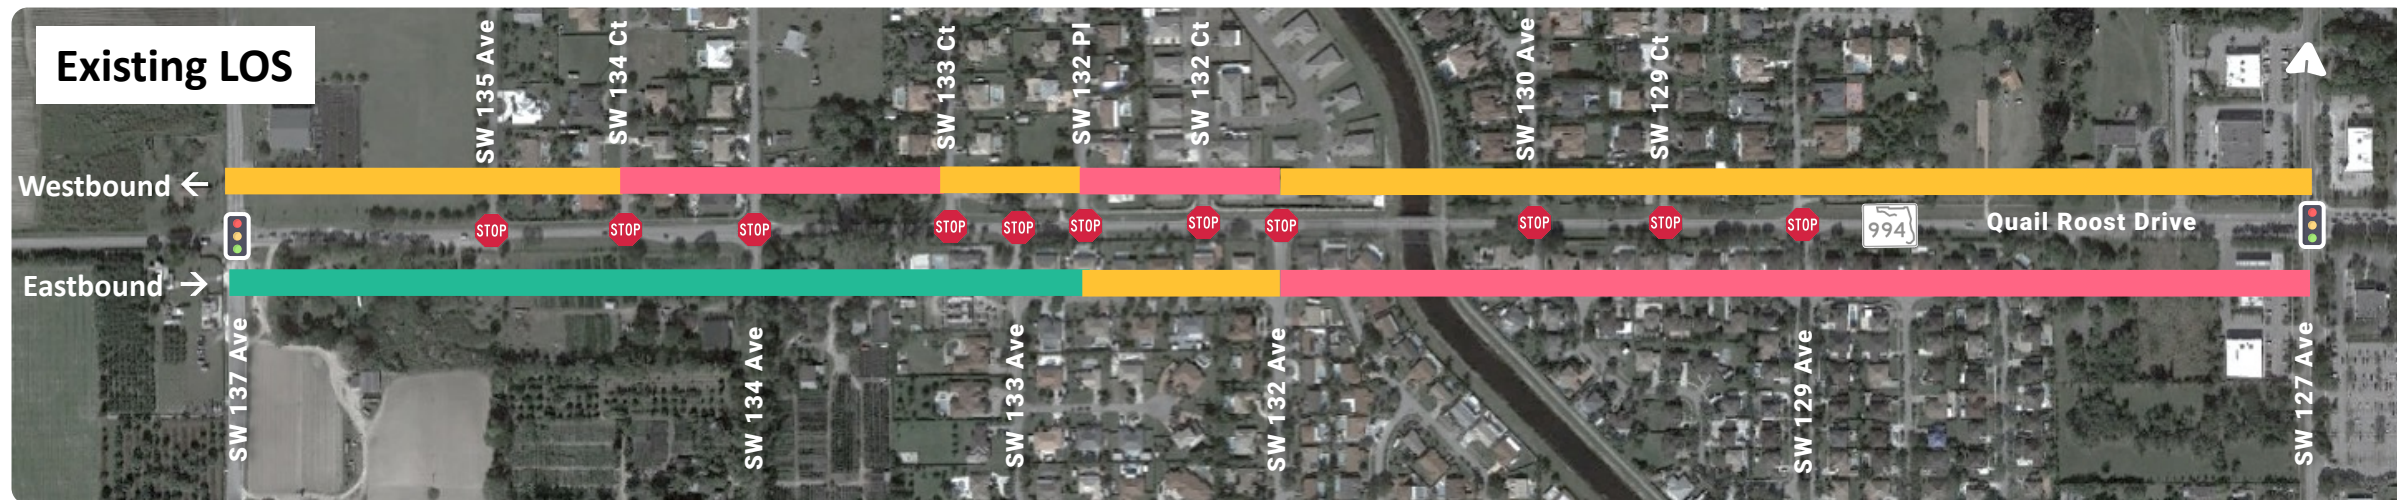 Existing LOS
SW 135 Ave
SW 134 Ct
SW 133 Ct
SW 132 Pl
SW 132 Ct
SW 130 Ave
SW 129 Ct
Westbound
STOP
STOP
STOP
STOP
STOP
STOP
STOP
STOP
STOP
STOP
STOP
994
Quail Roost Drive
Eastbound
SW 137 Ave
SW 134 Ave
SW 133 Ave
SW 132 Ave
SW 129 Ave
SW 127 Ave